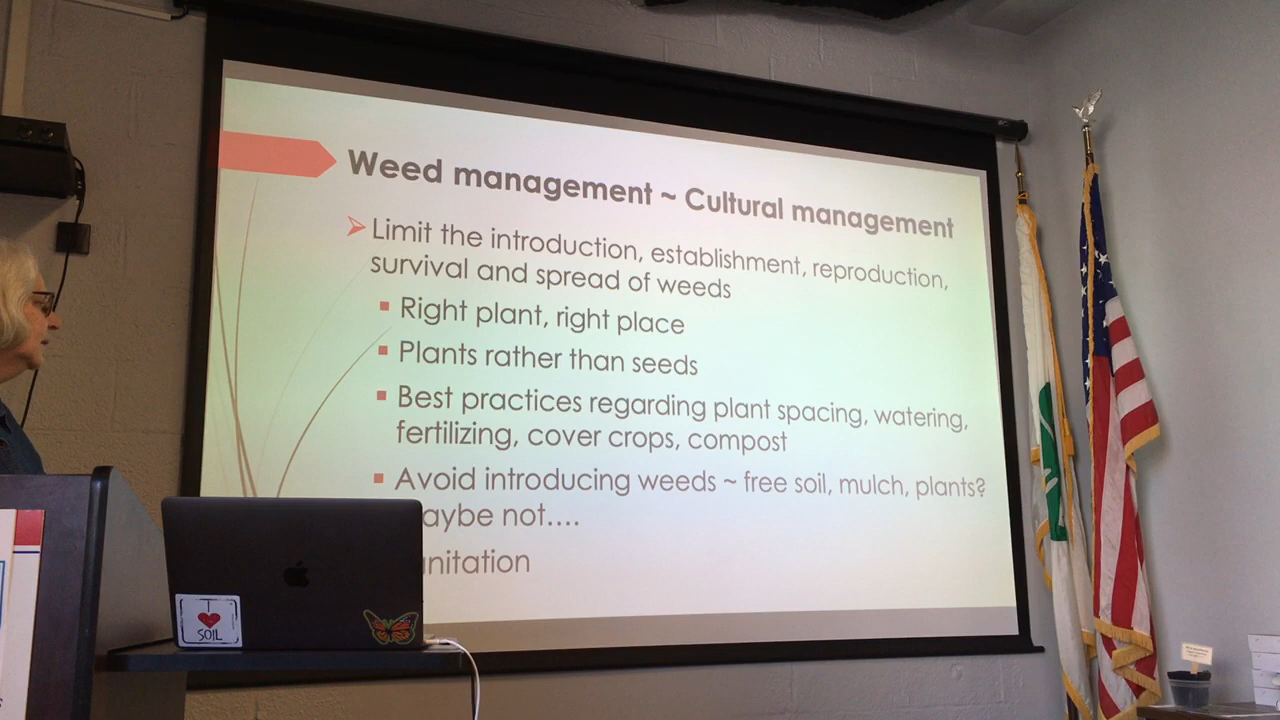 Weed management ~ Cultural management
Limit the introduction, establishment, reproduction,
survival and spread of weeds
Right plant, right place
Plants rather than seeds
Best practices regarding plant spacing, watering,
fertilizing, cover crops, compost
Avoid introducing weeds ~ free soil, mulch, plants?
aybe not....
anitation
I
SOIL